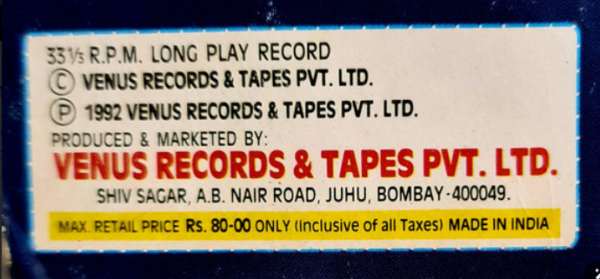 33⅓ R.P.M. LONG PLAY RECORD
Ⓒ VENUS RECORDS & TAPES PVT. LTD.
Ⓟ 1992 VENUS RECORDS & TAPES PVT. LTD.
PRODUCED & MARKETED BY:
VENUS RECORDS & TAPES PVT. LTD.
SHIV SAGAR, A.B. NAIR ROAD, JUHU, BOMBAY-400049.
MAX. RETAIL PRICE Rs. 80-00 ONLY (Inclusive of all Taxes) MADE IN INDIA